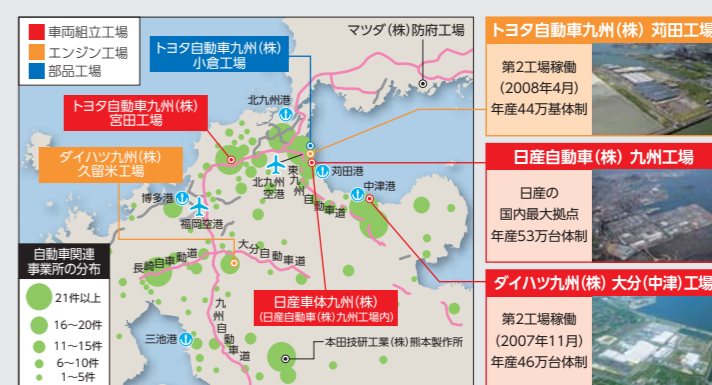 車両組立工場
エンジン工場
部品工場
トヨタ自動車九州(株)
小倉工場
マツダ(株)防府工場
トヨタ自動車九州(株)
宮田工場
北九州港
ダイハツ九州(株)
久留米工場
博多港
福岡空港
北九州
空港
東九州自動車道
苅田港
中津港
自動車関連
事業所の分布
21件以上
16〜20件
11〜15件
6〜10件
1〜5件
長崎自動車道
大分自動車道
九州自動車道
三池港
日産車体九州(株)
(日産自動車(株)九州工場内)
本田技研工業(株)熊本製作所
トヨタ自動車九州(株) 苅田工場
第2工場稼働
(2008年4月)
年産44万基体制
日産自動車(株) 九州工場
日産の
国内最大拠点
年産53万台体制
ダイハツ九州(株) 大分(中津)工場
第2工場稼働
(2007年11月)
年産46万台体制